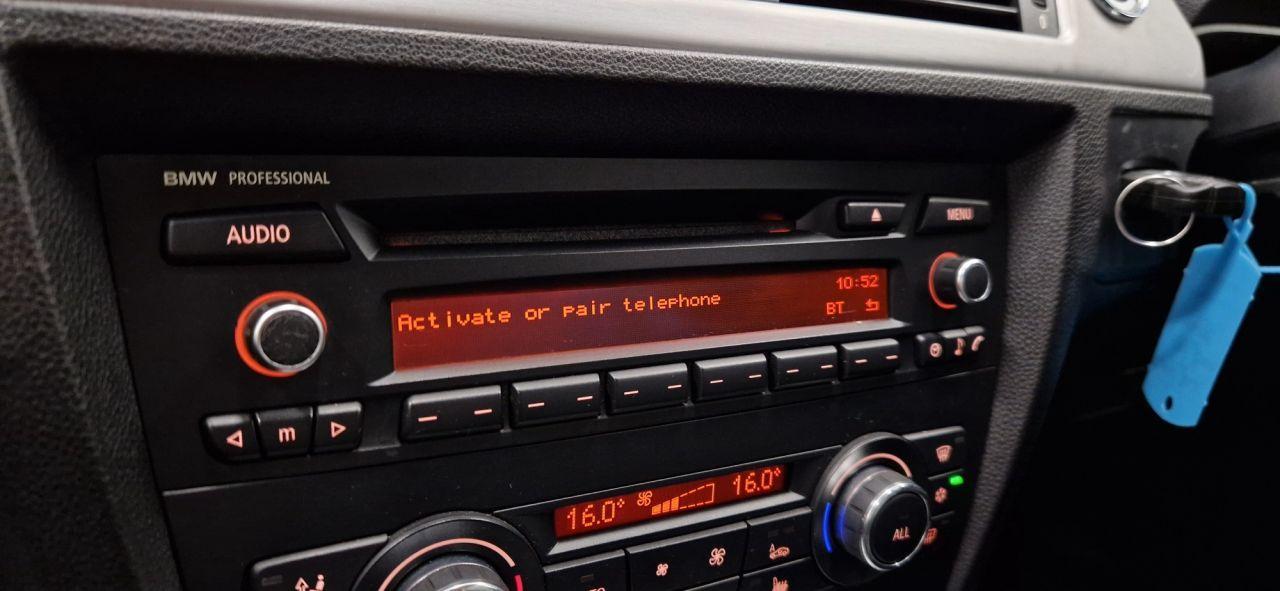 BMW PROFESSIONAL
AUDIO
MENU
10:52
Activate or pair telephone
BT
m
16.0°
16.0°
ALL